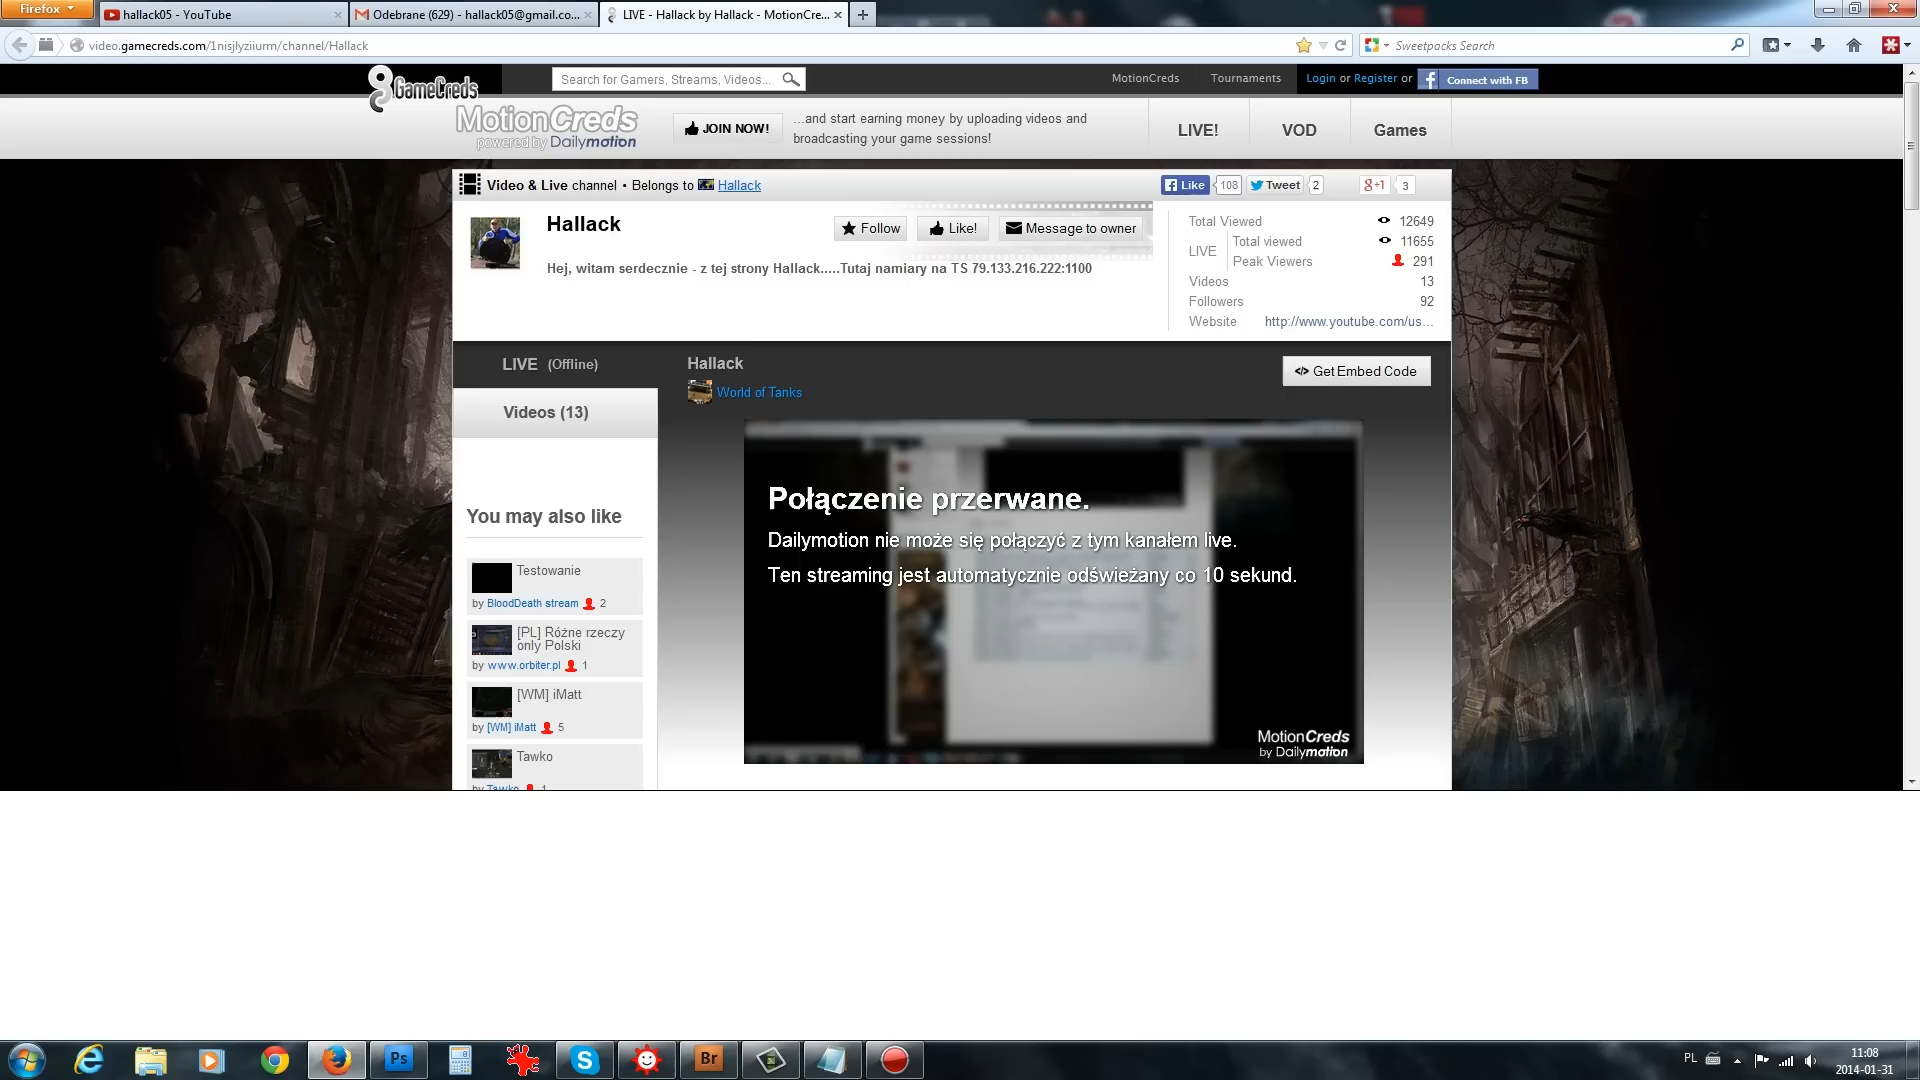 Firefox
hallack05 - YouTube
Odebrane (629) - hallack05@gmail.co...
LIVE - Hallack by Hallack - MotionCre...
video.gamecreds.com/1nisjlyziiurm/channel/Hallack
Sweetpacks Search
GameCreds
Search for Gamers, Streams, Videos...
MotionCreds
Tournaments
Login or Register or
Connect with FB
MotionCreds
powered by Dailymotion
JOIN NOW!
...and start earning money by uploading videos and
broadcasting your game sessions!
LIVE!
VOD
Games
Video & Live channel • Belongs to Hallack
Like 108
Tweet 2
g+1 3
Hallack
Follow
Like!
Message to owner
Hej, witam serdecznie - z tej strony Hallack.....Tutaj namiary na TS 79.133.216.222:1100
Total Viewed 12649
LIVE
Total viewed 11655
Peak Viewers 291
Videos 13
Followers 92
Website http://www.youtube.com/us...
LIVE (Offline)
Videos (13)
Hallack
World of Tanks
Get Embed Code
Połączenie przerwane.
Dailymotion nie może się połączyć z tym kanałem live.
Ten streaming jest automatycznie odświeżany co 10 sekund.
MotionCreds
by Dailymotion
You may also like
Testowanie
by BloodDeath stream 2
[PL] Różne rzeczy
only Polski
by www.orbiter.pl 1
[WM] iMatt
by [WM] iMatt 5
Tawko
by Tawko 1
Ps
Br
PL
11:08
2014-01-31